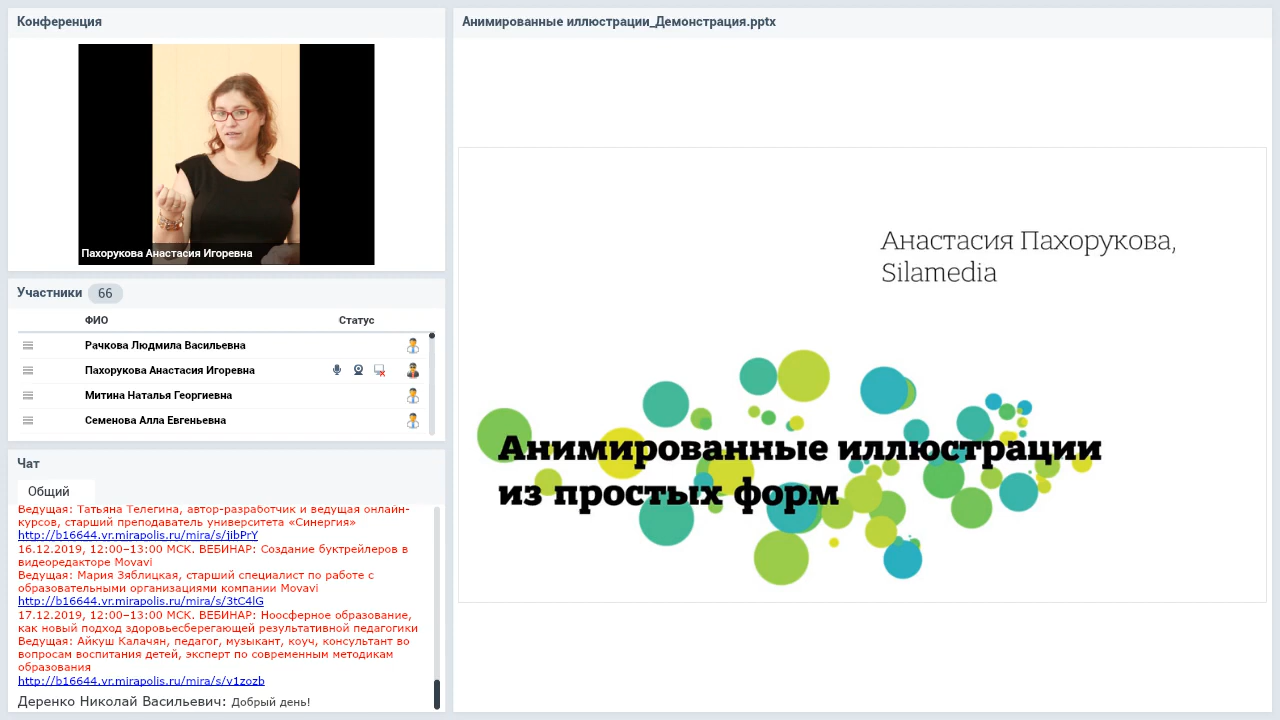 Конференция
Пахорукова Анастасия Игоревна
Участники 66
ФИО Статус
Рачкова Людмила Васильевна
Пахорукова Анастасия Игоревна
Митина Наталья Георгиевна
Семенова Алла Евгеньевна
Чат
Общий
Ведущая: Татьяна Телегина, автор-разработчик и ведущая онлайн-
курсов, старший преподаватель университета «Синергия»
http://b16644.vr.mirapolis.ru/mira/s/jibPrY
16.12.2019, 12:00–13:00 МСК. ВЕБИНАР: Создание буктрейлеров в
видеоредакторе Movavi
Ведущая: Мария Зяблицкая, старший специалист по работе с
образовательными организациями компании Movavi
http://b16644.vr.mirapolis.ru/mira/s/3tC4lG
17.12.2019, 12:00–13:00 МСК. ВЕБИНАР: Ноосферное образование,
как новый подход здоровьесберегающей результативной педагогики
Ведущая: Айкуш Калачян, педагог, музыкант, коуч, консультант во
вопросам воспитания детей, эксперт по современным методикам
образования
http://b16644.vr.mirapolis.ru/mira/s/v1zozb
Деренко Николай Васильевич: Добрый день!
Анимированные иллюстрации_Демонстрация.pptx
Анастасия Пахорукова,
Silamedia
Анимированные иллюстрации
из простых форм